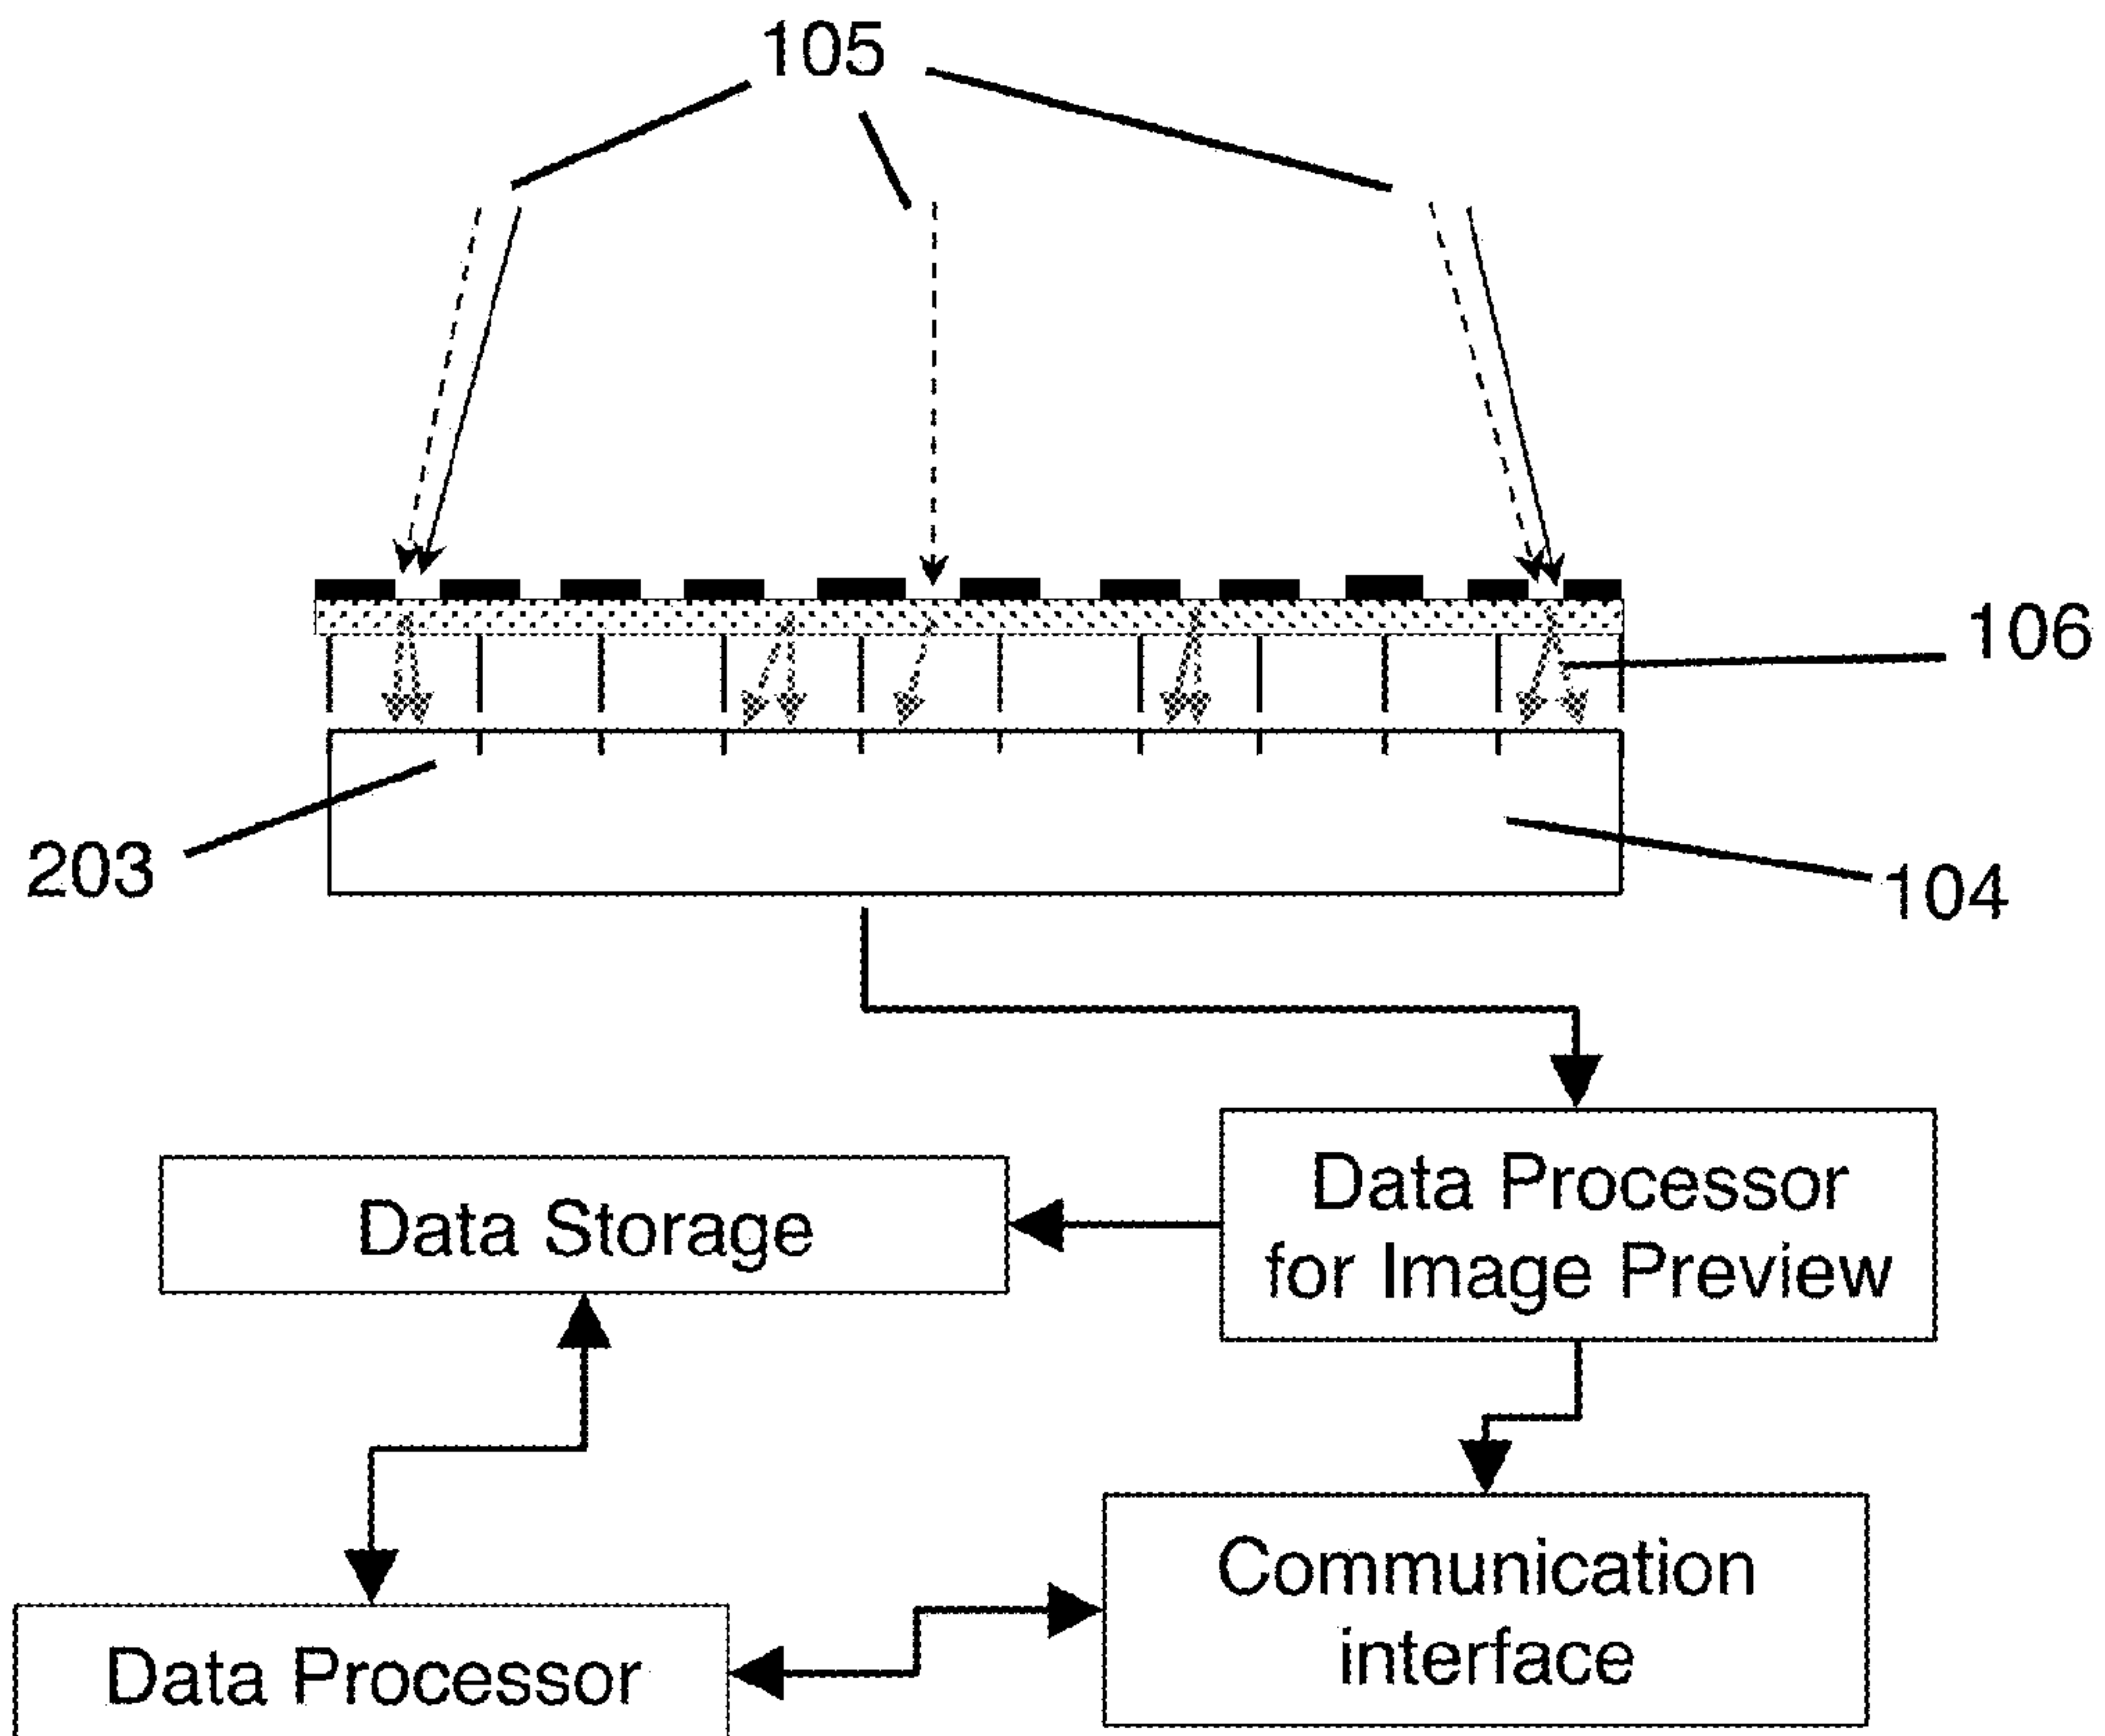 105
106
203
104
Data Processor
for Image Preview
Data Storage
Communication
interface
Data Processor